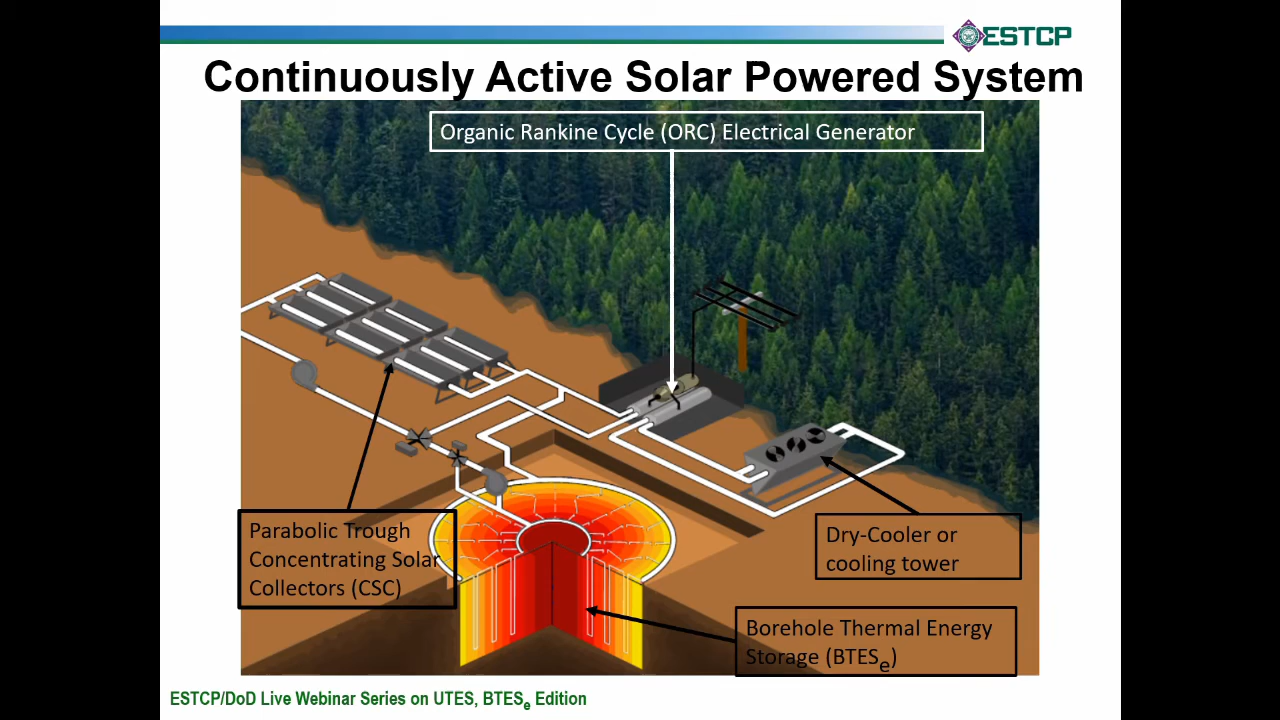 ESTCP
Continuously Active Solar Powered System
Organic Rankine Cycle (ORC) Electrical Generator
Parabolic Trough
Concentrating Solar
Collectors (CSC)
Dry-Cooler or
cooling tower
Borehole Thermal Energy
Storage (BTESe)
ESTCP/DoD Live Webinar Series on UTES, BTESe Edition